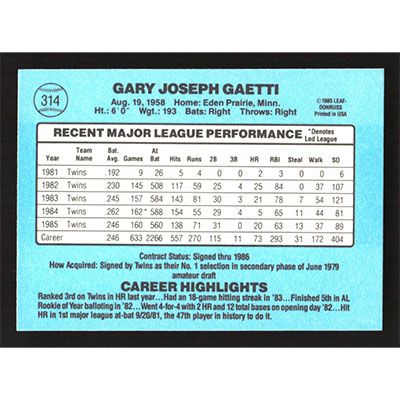 314
GARY JOSEPH GAETTI
Aug. 19, 1958 Home: Eden Prairie, Minn.
Ht.: 6'0" Wgt.: 193 Bats: Right Throws: Right
©1985 LEAF-
DONRUSS
Printed in USA
RECENT MAJOR LEAGUE PERFORMANCE
*Denotes
Led League
Year Team Name Bat. Avg. Games At Bat Hits Runs 2B 3B HR RBI Steal Walk SO
1981 Twins .192 9 26 5 4 0 0 2 3 0 0 6
1982 Twins .230 145 508 117 59 25 4 25 84 0 37 107
1983 Twins .245 157 584 143 81 30 3 21 78 7 54 121
1984 Twins .262 162* 588 154 55 29 4 5 65 11 44 81
1985 Twins .246 160 560 138 71 31 0 20 63 13 37 89
Career .246 633 2266 557 270 115 11 73 293 31 172 404
Contract Status: Signed thru 1986
How Acquired: Signed by Twins as their No. 1 selection in secondary phase of June 1979
amateur draft
CAREER HIGHLIGHTS
Ranked 3rd on Twins in HR last year...Had an 18-game hitting streak in '83...Finished 5th in AL
Rookie of Year balloting in '82...Went 4-for-4 with 2 HR and 12 total bases on opening day '82...Hit
HR in 1st major league at-bat 9/20/81, the 47th player in history to do it.